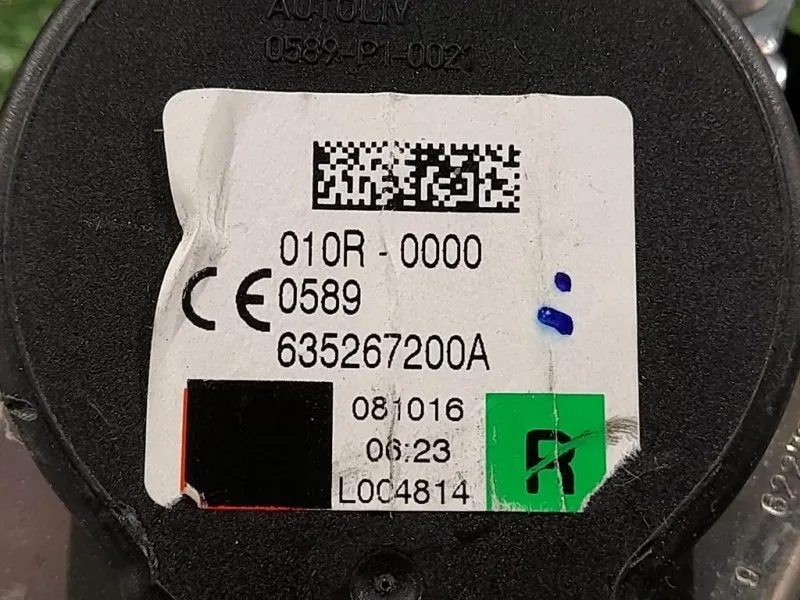 AUTOLIV
0589-P1-0021
010R - 0000
CE 0589
635267200A
081016
06:23
L004814
R